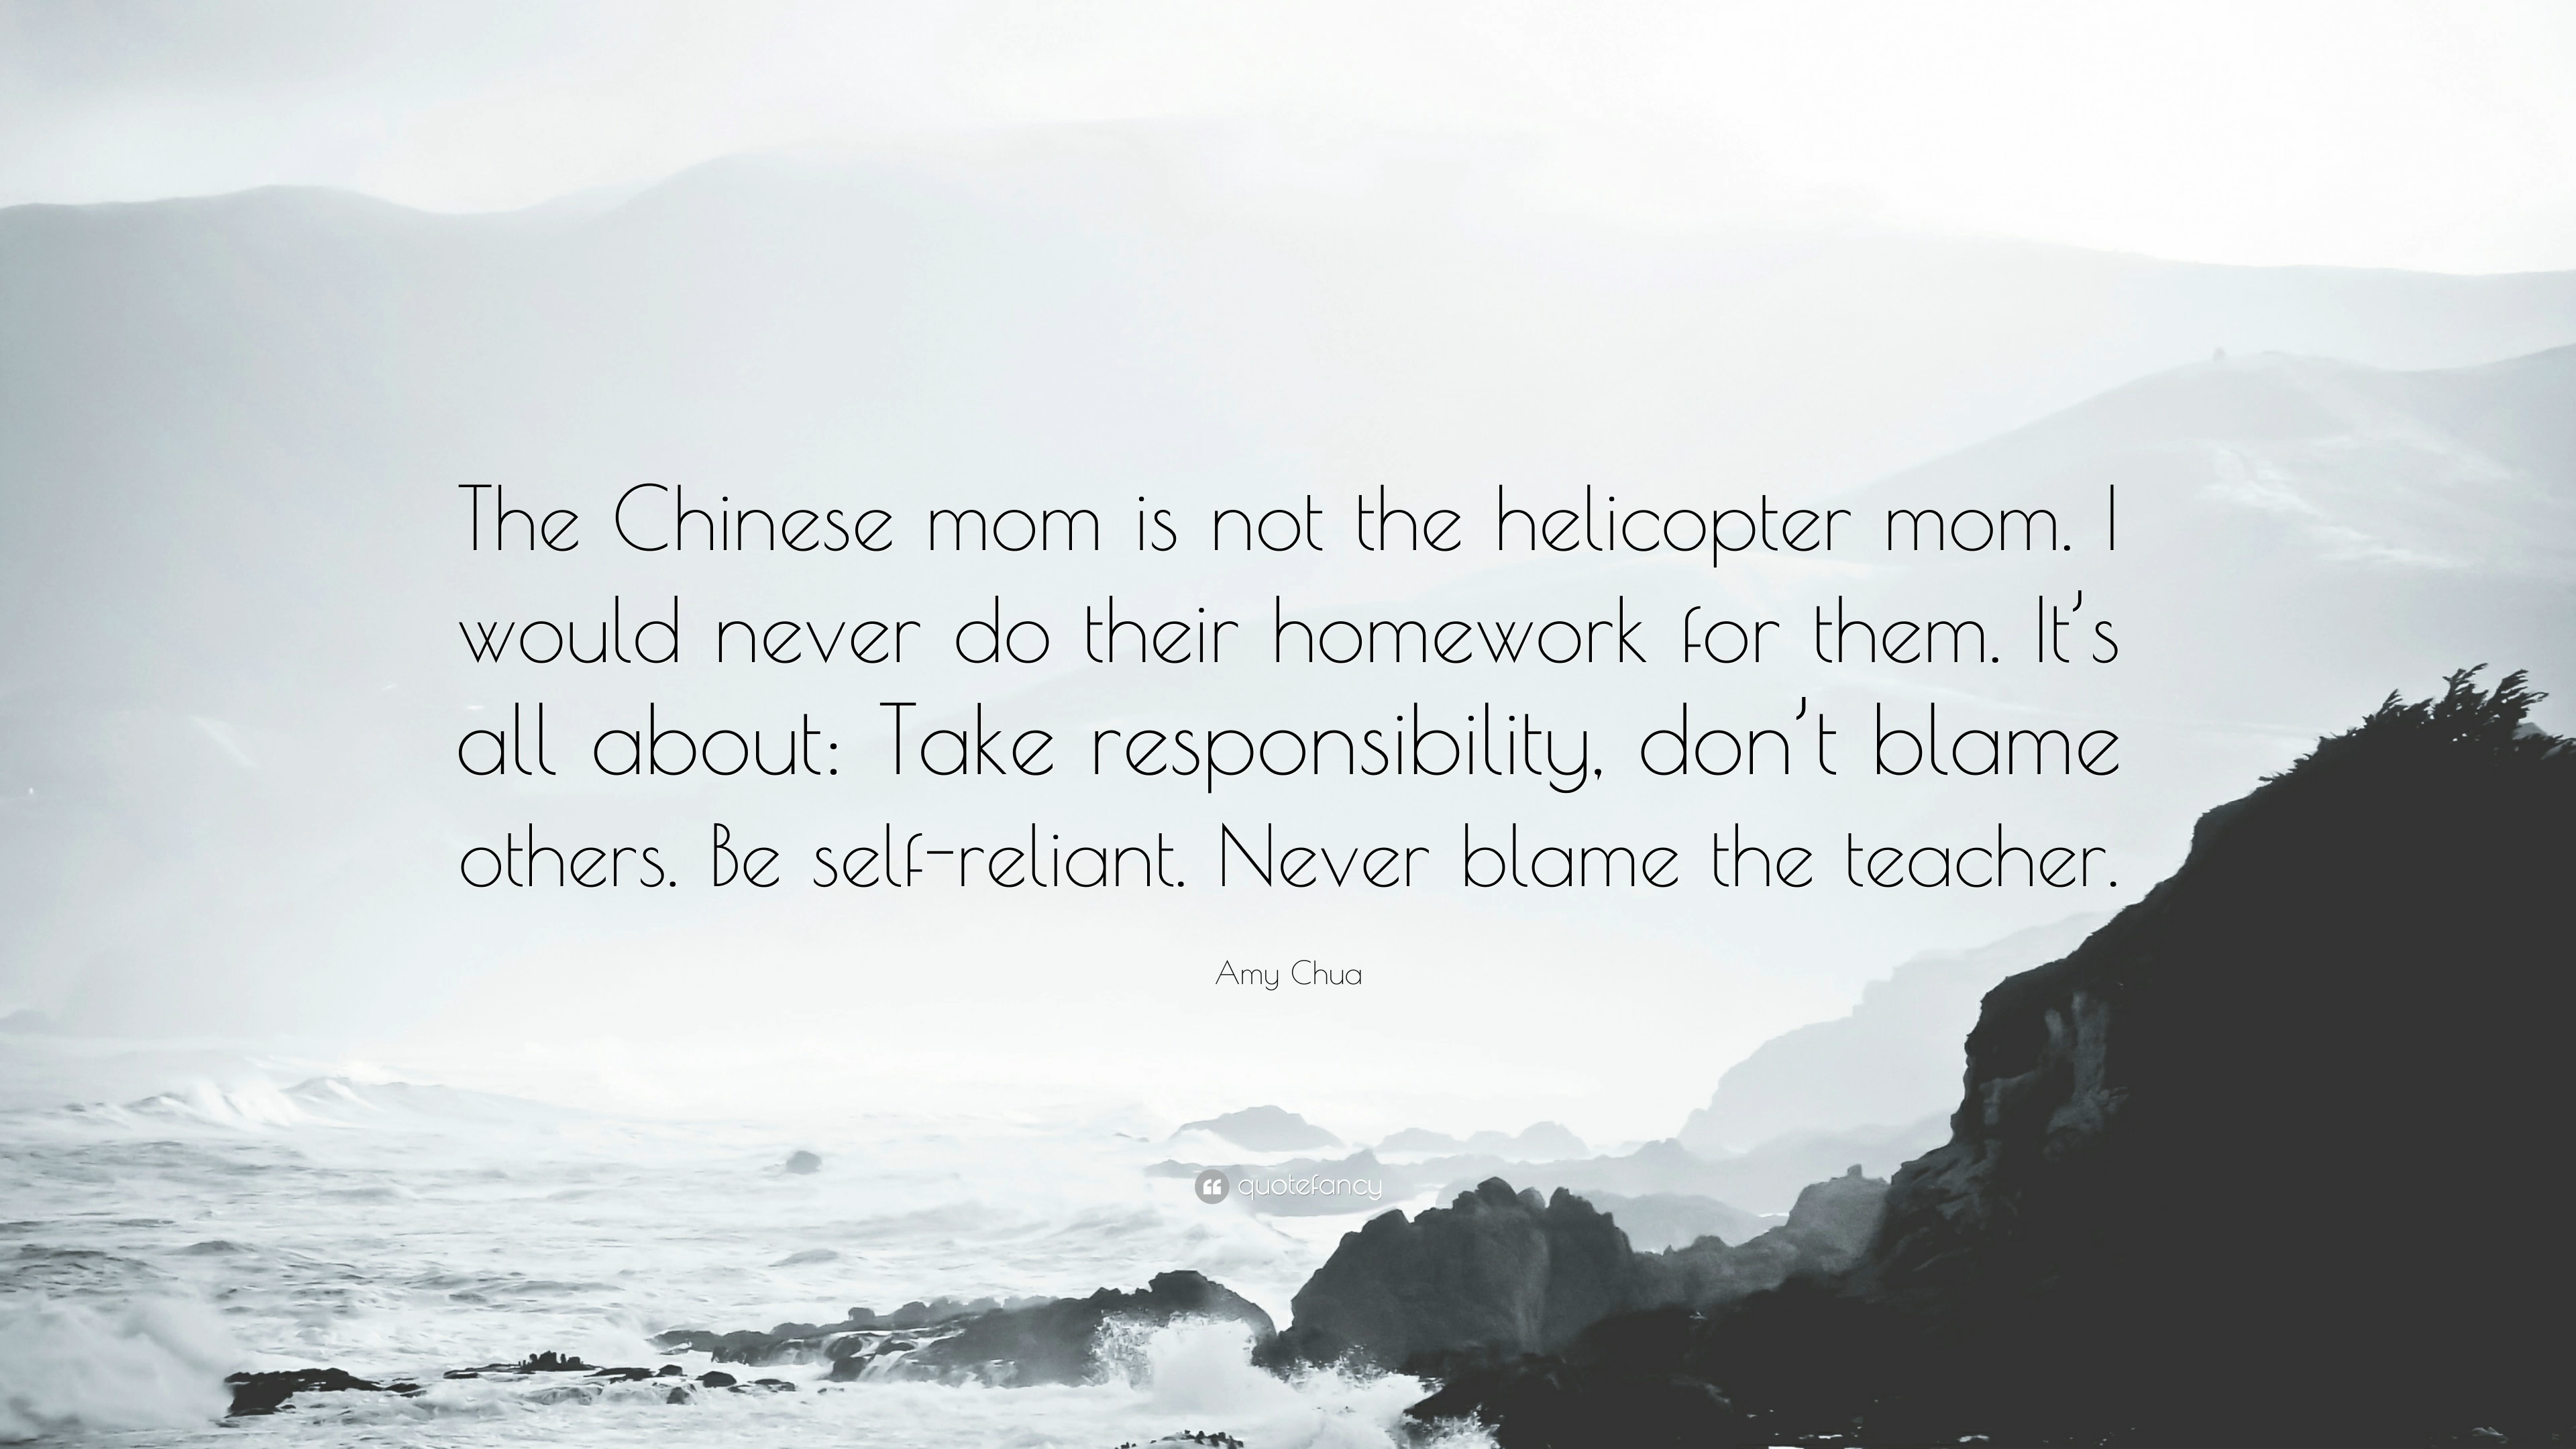 The Chinese mom is not the helicopter mom. I
would never do their homework for them. It’s
all about: Take responsibility, don’t blame
others. Be self-reliant. Never blame the teacher.
Amy Chua
quotefancy